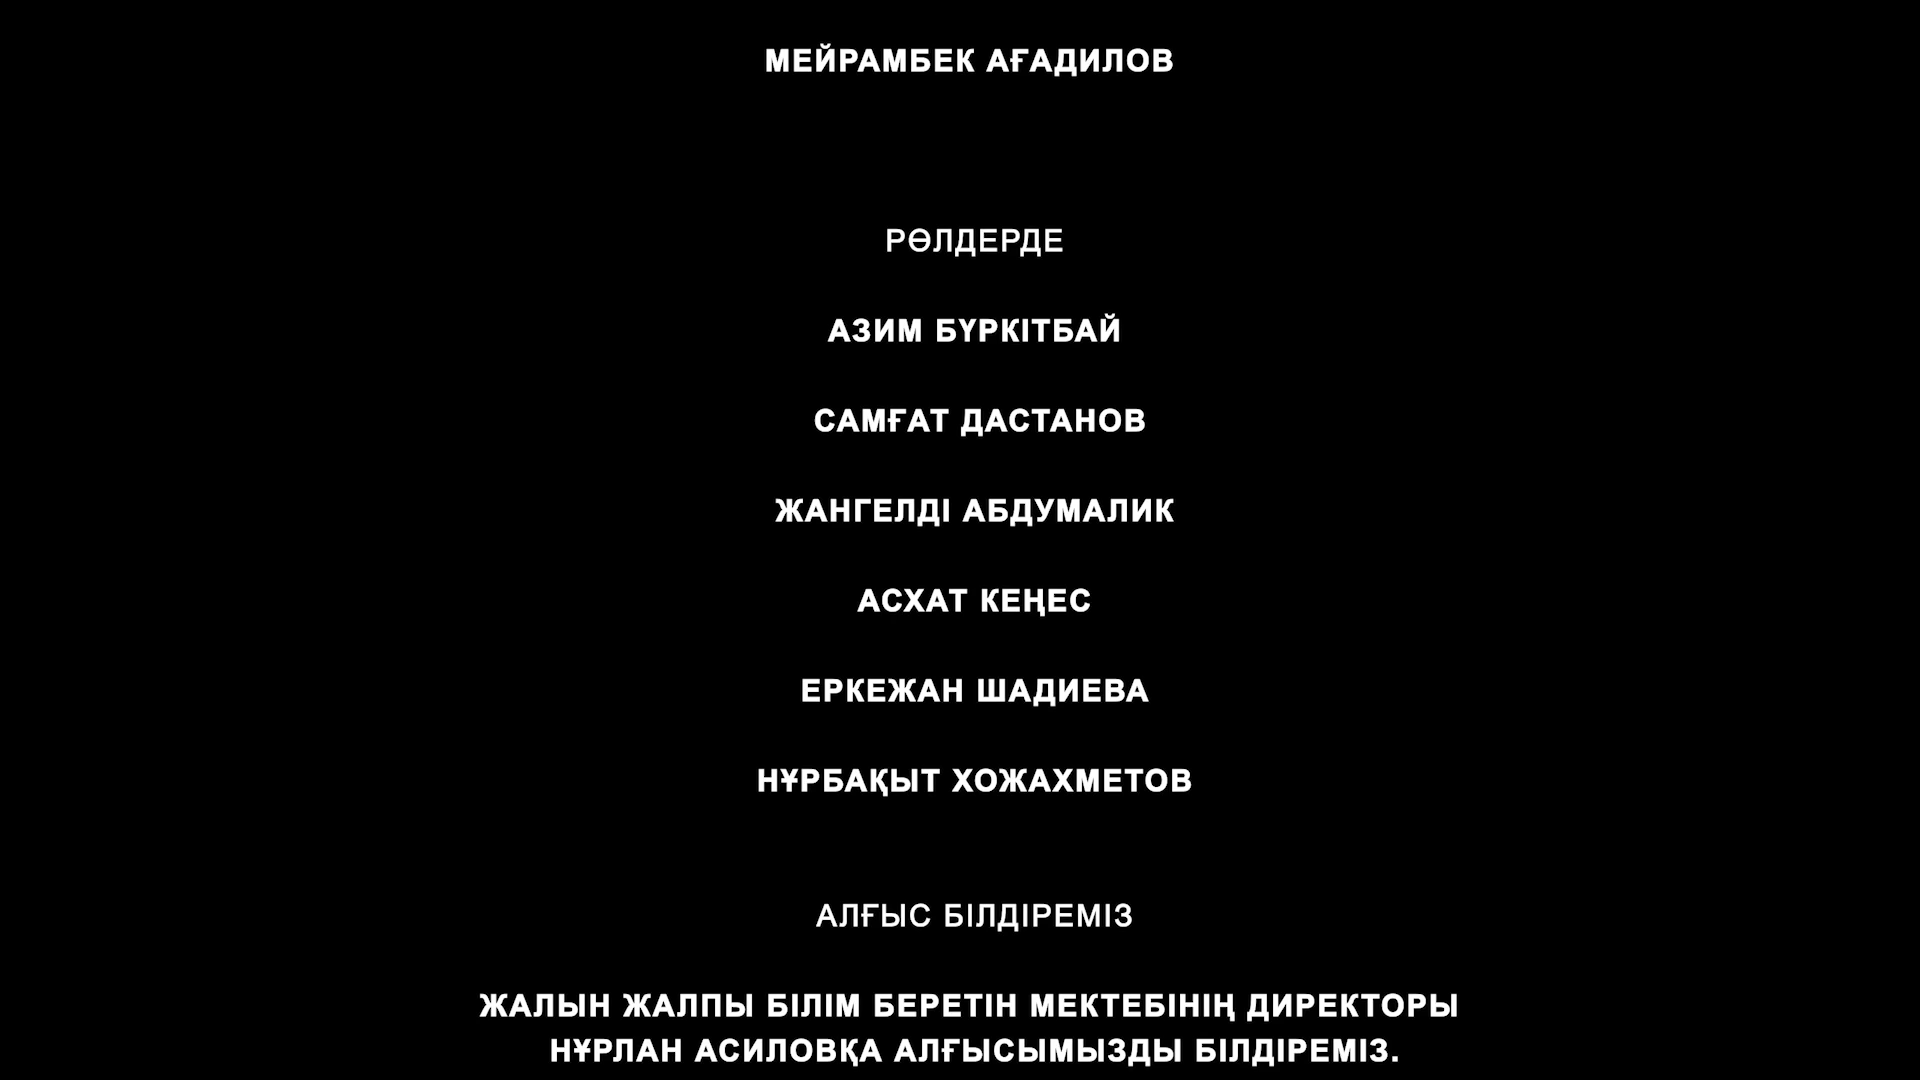 МЕЙРАМБЕК АҒАДИЛОВ
РӨЛДЕРДЕ
АЗИМ БҮРКІТБАЙ
САМҒАТ ДАСТАНОВ
ЖАНГЕЛДІ АБДУМАЛИК
АСХАТ КЕҢЕС
ЕРКЕЖАН ШАДИЕВА
НҰРБАҚЫТ ХОЖАХМЕТОВ
АЛҒЫС БІЛДІРЕМІЗ
ЖАЛЫН ЖАЛПЫ БІЛІМ БЕРЕТІН МЕКТЕБІНІҢ ДИРЕКТОРЫ
НҰРЛАН АСИЛОВҚА АЛҒЫСЫМЫЗДЫ БІЛДІРЕМІЗ.